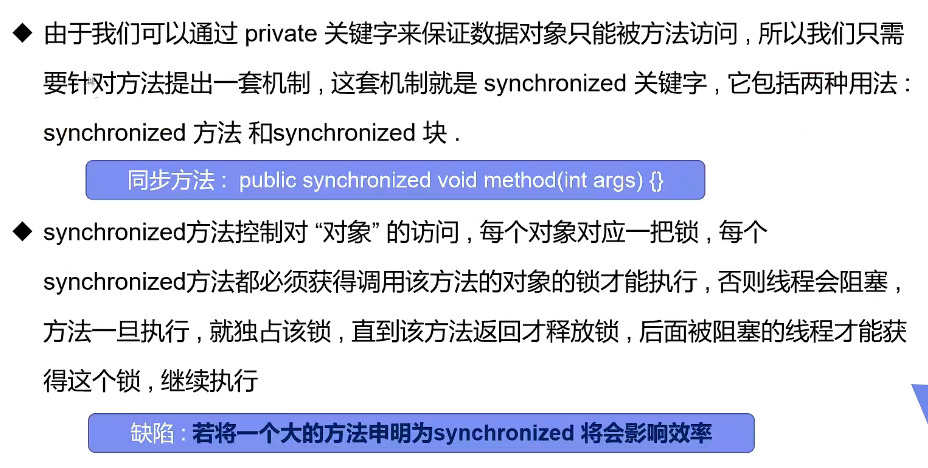 由于我们可以通过 private 关键字来保证数据对象只能被方法访问 , 所以我们只需
要针对方法提出一套机制 , 这套机制就是 synchronized 关键字 , 它包括两种用法 :
synchronized 方法 和synchronized 块 .
同步方法 : public synchronized void method(int args) {}
synchronized方法控制对 “对象” 的访问 , 每个对象对应一把锁 , 每个
synchronized方法都必须获得调用该方法的对象的锁才能执行 , 否则线程会阻塞 ,
方法一旦执行 , 就独占该锁 , 直到该方法返回才释放锁 , 后面被阻塞的线程才能获
得这个锁 , 继续执行
缺陷 : 若将一个大的方法申明为synchronized 将会影响效率